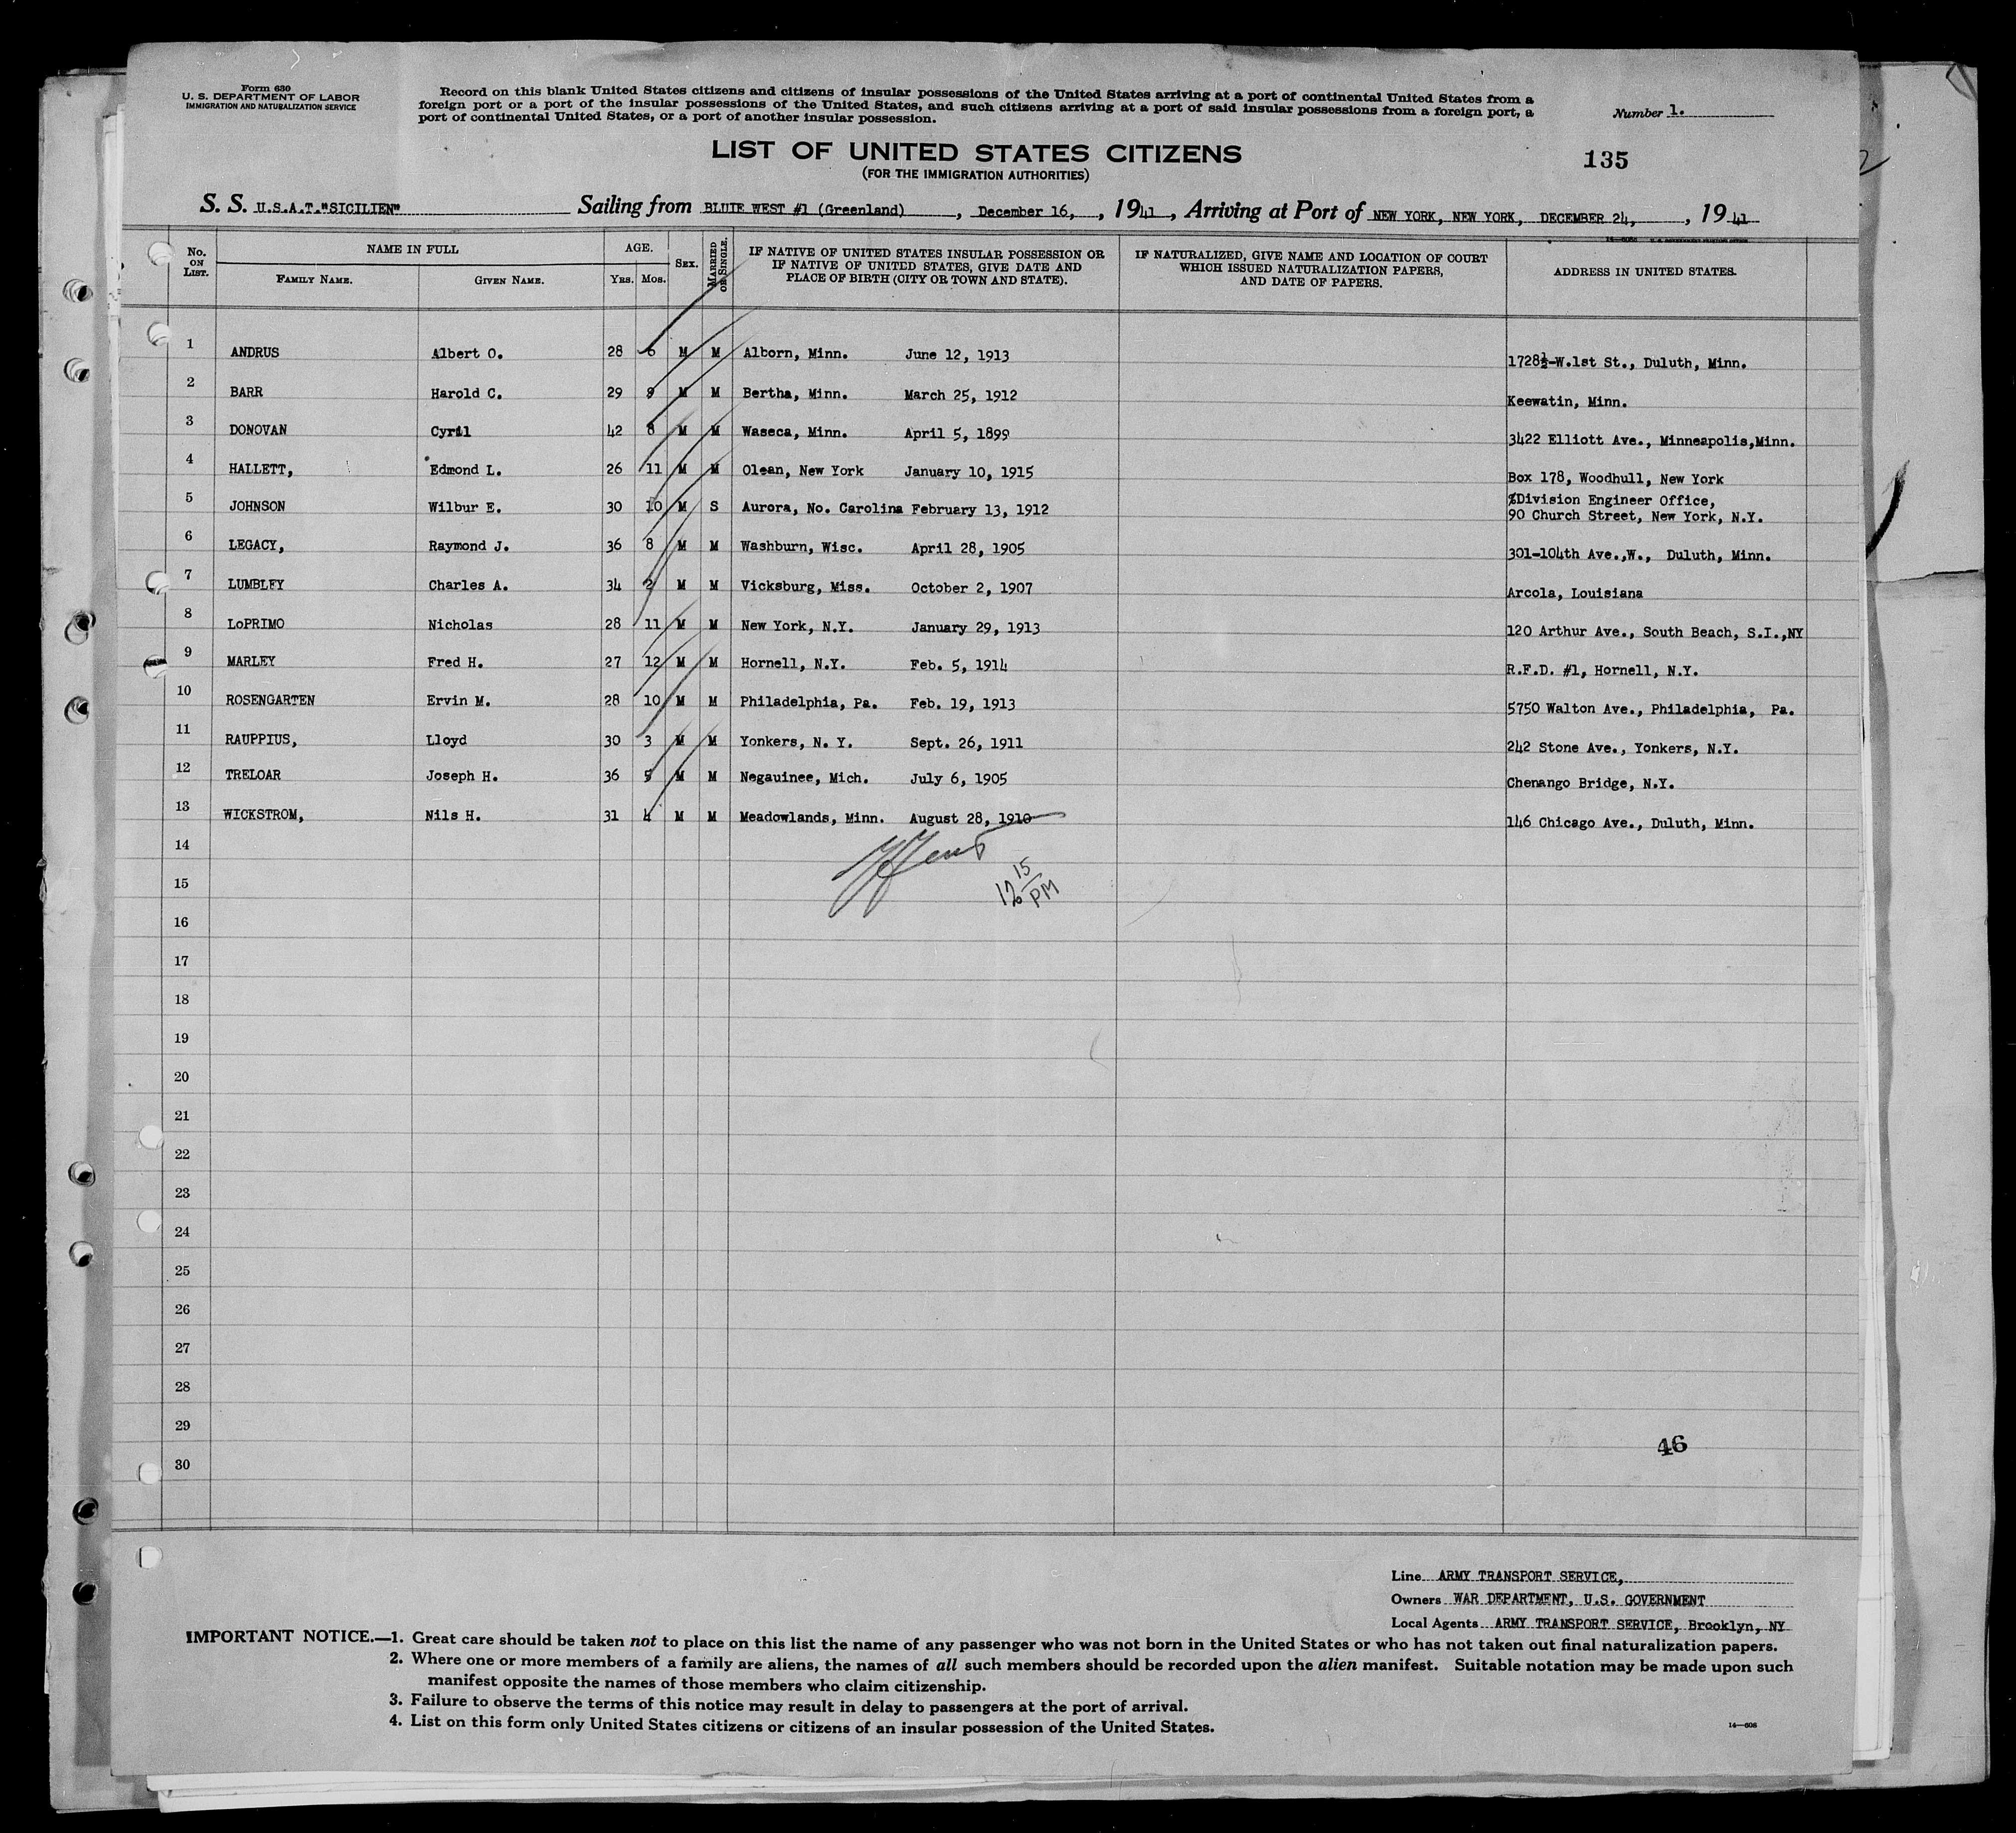 Form 630
U. S. DEPARTMENT OF LABOR
IMMIGRATION AND NATURALIZATION SERVICE
Record on this blank United States citizens and citizens of insular possessions of the United States arriving at a port of continental United States from a
foreign port or a port of the insular possessions of the United States, and such citizens arriving at a port of said insular possessions from a foreign port, a
port of continental United States, or a port of another insular possession.
Number 1.
LIST OF UNITED STATES CITIZENS
(FOR THE IMMIGRATION AUTHORITIES)
135
S. S. U.S.A.T."SICILIEN" Sailing from BLUIE WEST #1 (Greenland), December 16, , 1941, Arriving at Port of NEW YORK, NEW YORK, DECEMBER 24, , 1941
No. ON LIST. NAME IN FULL FAMILY NAME. GIVEN NAME. AGE. YRS. MOS. SEX. MARRIED OR SINGLE. IF NATIVE OF UNITED STATES INSULAR POSSESSION OR IF NATIVE OF UNITED STATES, GIVE DATE AND PLACE OF BIRTH (CITY OR TOWN AND STATE). IF NATURALIZED, GIVE NAME AND LOCATION OF COURT WHICH ISSUED NATURALIZATION PAPERS, AND DATE OF PAPERS. ADDRESS IN UNITED STATES.
1 ANDRUS Albert O. 28 6 M M Alborn, Minn. June 12, 1913 1728½-W.1st St., Duluth, Minn.
2 BARR Harold C. 29 9 M M Bertha, Minn. March 25, 1912 Keewatin, Minn.
3 DONOVAN Cyril 42 8 M M Waseca, Minn. April 5, 1899 3422 Elliott Ave., Minneapolis,Minn.
4 HALLETT, Edmond L. 26 11 M M Olean, New York January 10, 1915 Box 178, Woodhull, New York
5 JOHNSON Wilbur E. 30 10 M S Aurora, No. Carolina February 13, 1912 %Division Engineer Office,
90 Church Street, New York, N.Y.
6 LEGACY, Raymond J. 36 8 M M Washburn, Wisc. April 28, 1905 301-104th Ave.,W., Duluth, Minn.
7 LUMBLEY Charles A. 34 2 M M Vicksburg, Miss. October 2, 1907 Arcola, Louisiana
8 LoPRIMO Nicholas 28 11 M M New York, N.Y. January 29, 1913 120 Arthur Ave., South Beach, S.I.,NY
9 MARLEY Fred H. 27 12 M M Hornell, N.Y. Feb. 5, 1914 R.F.D. #1, Hornell, N.Y.
10 ROSENGARTEN Ervin M. 28 10 M M Philadelphia, Pa. Feb. 19, 1913 5750 Walton Ave., Philadelphia, Pa.
11 RAUPPIUS, Lloyd 30 3 M M Yonkers, N. Y. Sept. 26, 1911 242 Stone Ave., Yonkers, N.Y.
12 TRELOAR Joseph H. 36 5 M M Negauinee, Mich. July 6, 1905 Chenango Bridge, N.Y.
13 WICKSTROM, Nils H. 31 4 M M Meadowlands, Minn. August 28, 1910 146 Chicago Ave., Duluth, Minn.
14
12 15 PM
15
16
17
18
19
20
21
22
23
24
25
26
27
28
29
46
30
Line ARMY TRANSPORT SERVICE,
Owners WAR DEPARTMENT, U.S. GOVERNMENT
Local Agents ARMY TRANSPORT SERVICE, Brooklyn, NY
IMPORTANT NOTICE.—1. Great care should be taken not to place on this list the name of any passenger who was not born in the United States or who has not taken out final naturalization papers.
2. Where one or more members of a family are aliens, the names of all such members should be recorded upon the alien manifest. Suitable notation may be made upon such
manifest opposite the names of those members who claim citizenship.
3. Failure to observe the terms of this notice may result in delay to passengers at the port of arrival.
4. List on this form only United States citizens or citizens of an insular possession of the United States.
14—608